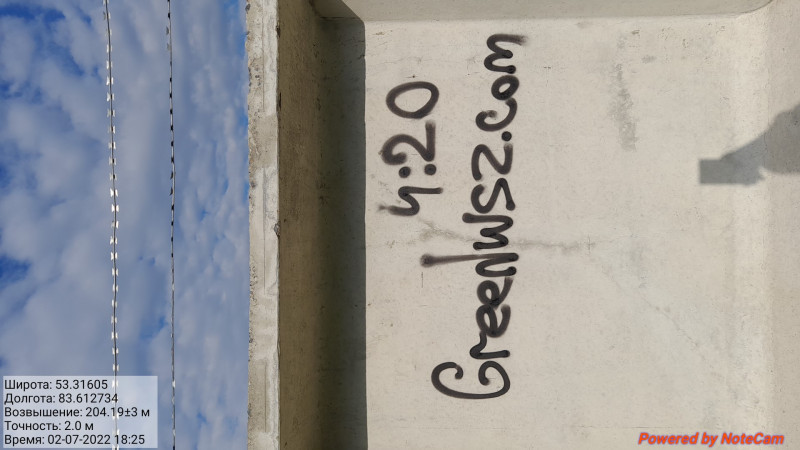 4:20
GreeNWSz.com
Широта: 53.31605
Долгота: 83.612734
Возвышение: 204.19±3 м
Точность: 2.0 м
Время: 02-07-2022 18:25
Powered by NoteCam